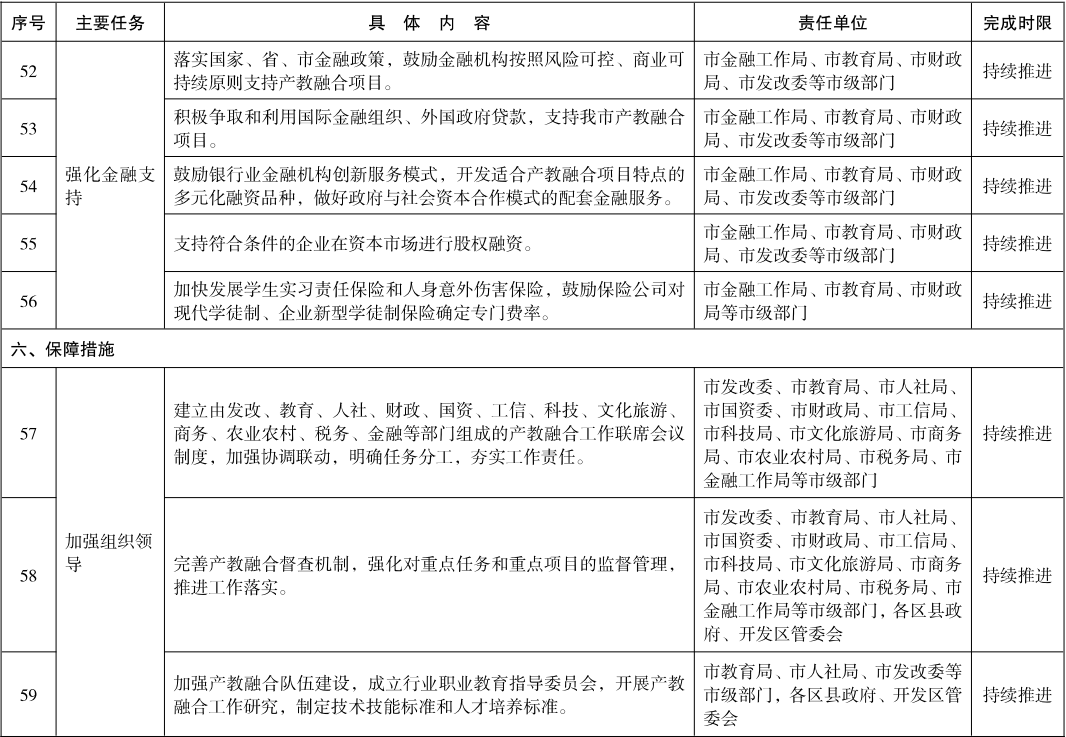 序号 主要任务 具 体 内 容 责任单位 完成时限
52 落实国家、省、市金融政策，鼓励金融机构按照风险可控、商业可
持续原则支持产教融合项目。
市金融工作局、市教育局、市财政
局、市发改委等市级部门
持续推进
53 积极争取和利用国际金融组织、外国政府贷款，支持我市产教融合
项目。
市金融工作局、市教育局、市财政
局、市发改委等市级部门
持续推进
强化金融支
持
54 鼓励银行业金融机构创新服务模式，开发适合产教融合项目特点的
多元化融资品种，做好政府与社会资本合作模式的配套金融服务。
市金融工作局、市教育局、市财政
局、市发改委等市级部门
持续推进
55 支持符合条件的企业在资本市场进行股权融资。
市金融工作局、市教育局、市财政
局、市发改委等市级部门
持续推进
56 加快发展学生实习责任保险和人身意外伤害保险，鼓励保险公司对
现代学徒制、企业新型学徒制保险确定专门费率。
市金融工作局、市教育局、市财政
局等市级部门
持续推进
六、保障措施
57 建立由发改、教育、人社、财政、国资、工信、科技、文化旅游、
商务、农业农村、税务、金融等部门组成的产教融合工作联席会议
制度，加强协调联动，明确任务分工，夯实工作责任。
市发改委、市教育局、市人社局、
市国资委、市财政局、市工信局、
市科技局、市文化旅游局、市商务
局、市农业农村局、市税务局、市
金融工作局等市级部门
持续推进
加强组织领
导
58 完善产教融合督查机制，强化对重点任务和重点项目的监督管理，
推进工作落实。
市发改委、市教育局、市人社局、
市国资委、市财政局、市工信局、
市科技局、市文化旅游局、市商务
局、市农业农村局、市税务局、市
金融工作局等市级部门，各区县政
府、开发区管委会
持续推进
59 加强产教融合队伍建设，成立行业职业教育指导委员会，开展产教
融合工作研究，制定技术技能标准和人才培养标准。
市教育局、市人社局、市发改委等
市级部门，各区县政府、开发区管
委会
持续推进